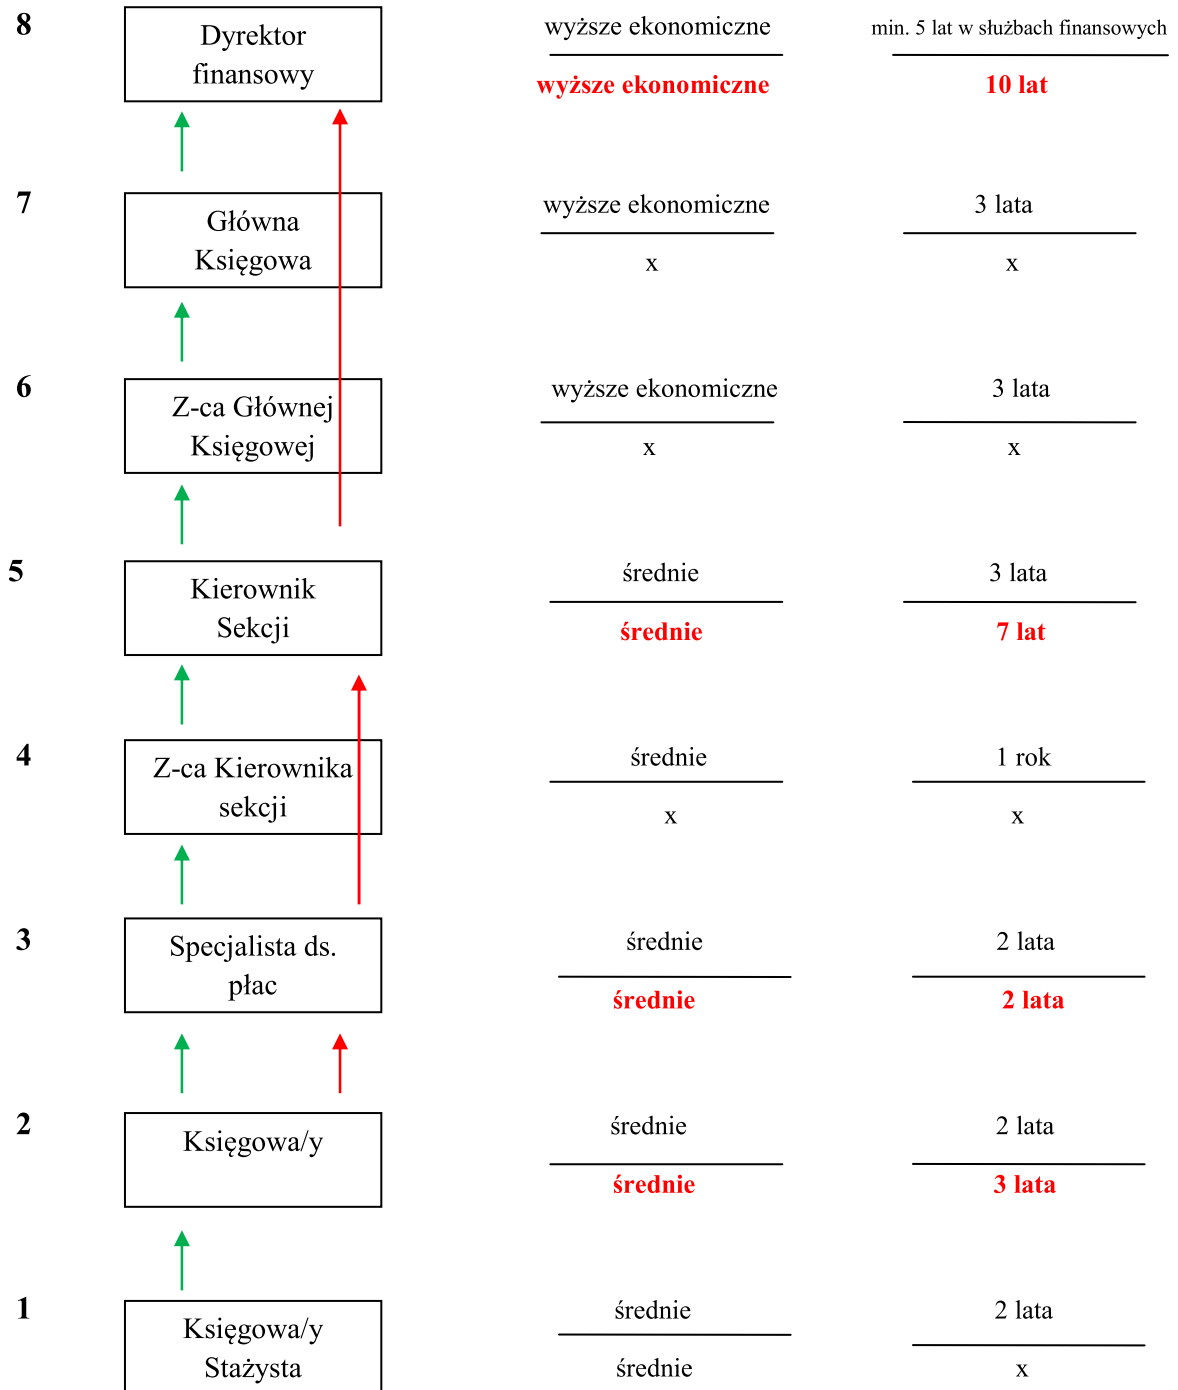 8
Dyrektor
finansowy
wyższe ekonomiczne
min. 5 lat w służbach finansowych
wyższe ekonomiczne
10 lat
7
Główna
Księgowa
wyższe ekonomiczne
3 lata
x
x
6
Z-ca Głównej
Księgowej
wyższe ekonomiczne
3 lata
x
x
5
Kierownik
Sekcji
średnie
3 lata
średnie
7 lat
4
Z-ca Kierownika
sekcji
średnie
1 rok
x
x
3
Specjalista ds.
płac
średnie
2 lata
średnie
2 lata
2
Księgowa/y
średnie
2 lata
średnie
3 lata
1
Księgowa/y
Stażysta
średnie
2 lata
średnie
x